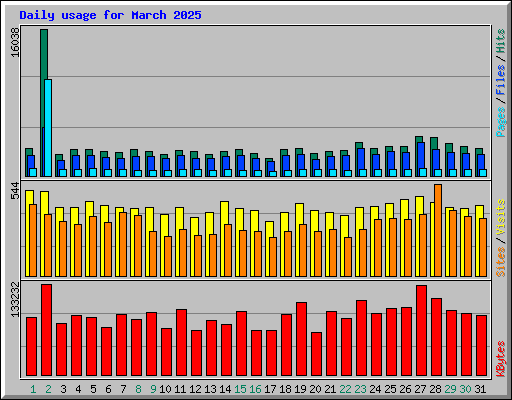 Daily usage for March 2025
16038
Pages / Files / Hits
544
Sites / Visits
133232
KBytes
1 2 3 4 5 6 7 8 9 10 11 12 13 14 15 16 17 18 19 20 21 22 23 24 25 26 27 28 29 30 31